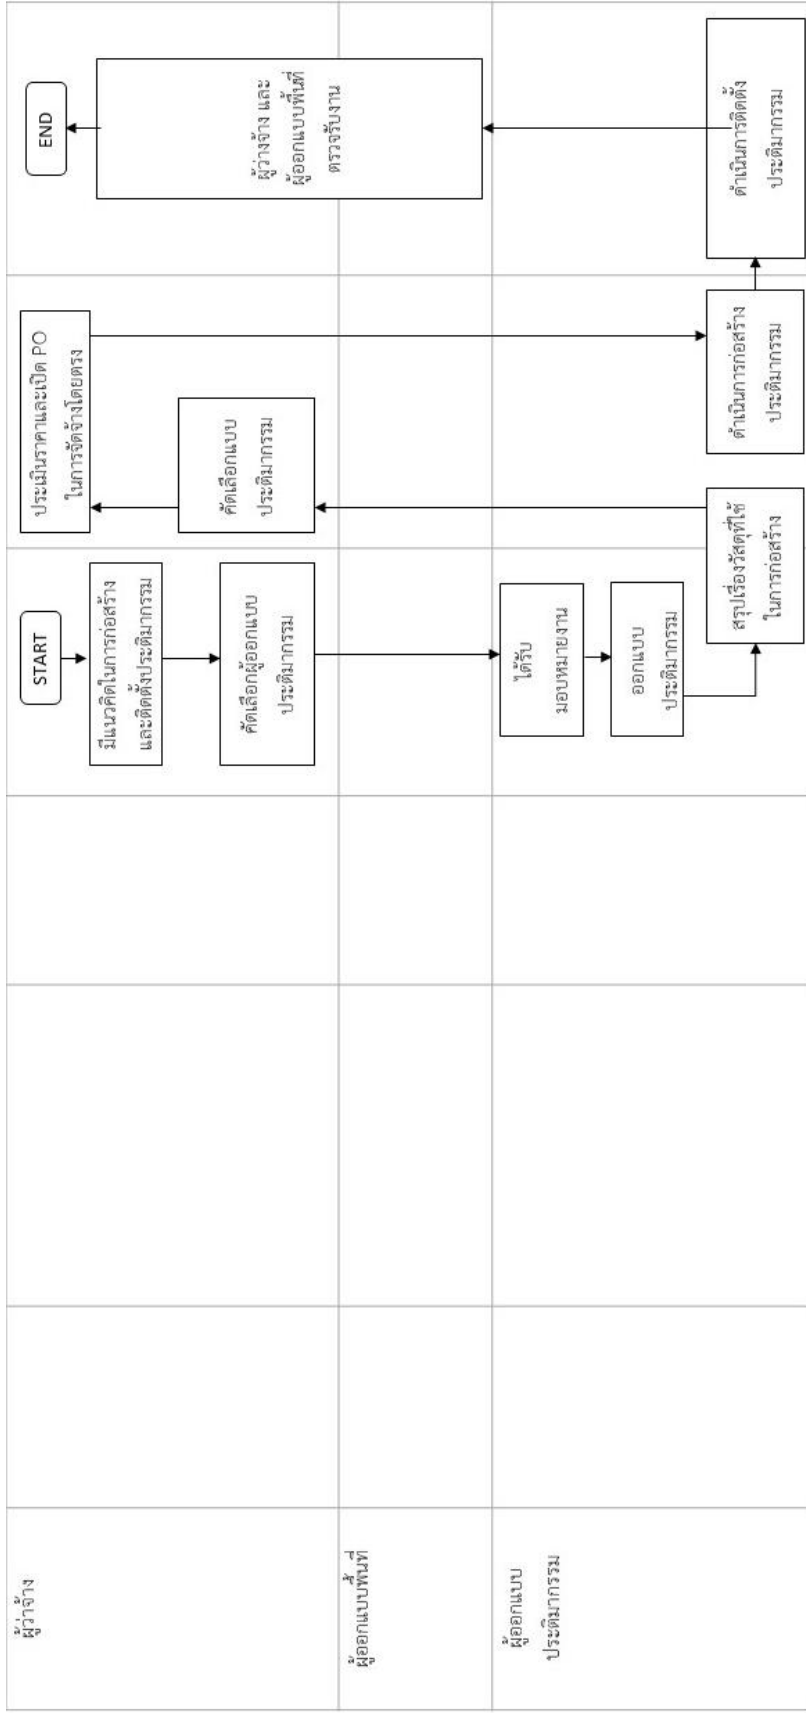 ผู้ว่าจ้าง
ผู้ออกแบบพื้นที่
ผู้ออกแบบ
ประติมากรรม
START
มีแนวคิดในการก่อสร้าง
และติดตั้งประติมากรรม
คัดเลือกผู้ออกแบบ
ประติมากรรม
ได้รับ
มอบหมายงาน
ออกแบบ
ประติมากรรม
สรุปเรื่องวัสดุที่ใช้
ในการก่อสร้าง
คัดเลือกแบบ
ประติมากรรม
ประเมินราคาและเปิด PO
ในการจัดจ้างโดยตรง
ดำเนินการก่อสร้าง
ประติมากรรม
ดำเนินการติดตั้ง
ประติมากรรม
ผู้ว่างจ้าง และ
ผู้ออกแบบพื้นที่
ตรวจรับงาน
END